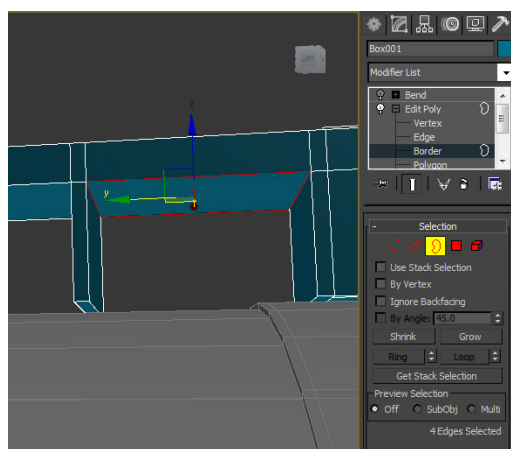 LEFT
z
y
Box001
Modifier List
Bend
Edit Poly
Vertex
Edge
Border
Polygon
- Selection
Use Stack Selection
By Vertex
Ignore Backfacing
By Angle: 45.0
Shrink Grow
Ring Loop
Get Stack Selection
Preview Selection
Off SubObj Multi
4 Edges Selected